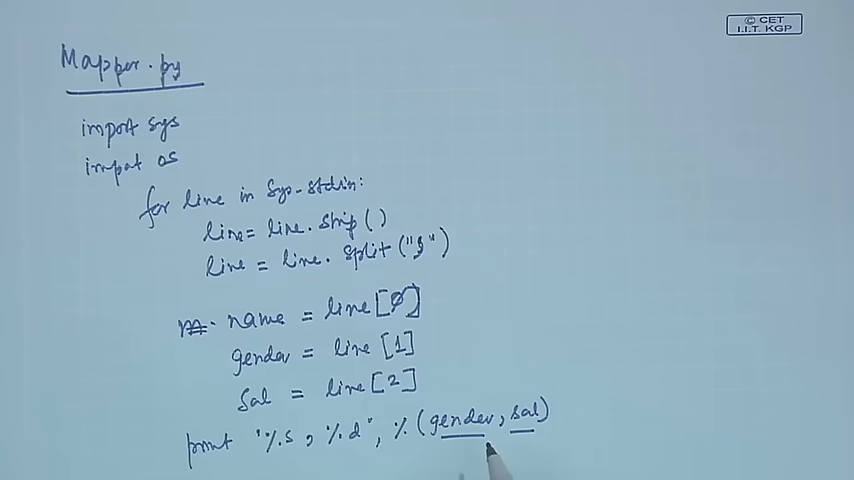 © CET
I.I.T. KGP
Mapper.py
import sys
import os
for line in sys.stdin:
line = line.strip()
line = line.split(",")
name = line[0]
gender = line[1]
sal = line[2]
print "%s, %d", %(gender, sal)